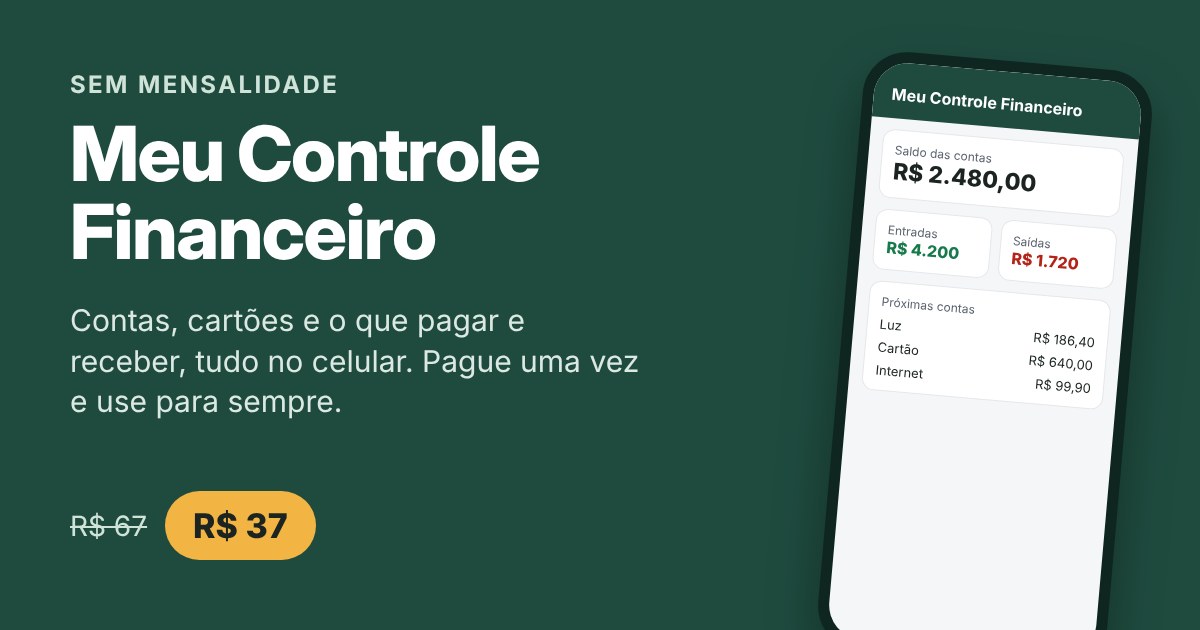 SEM MENSALIDADE
Meu Controle
Financeiro
Contas, cartões e o que pagar e
receber, tudo no celular. Pague uma vez
e use para sempre.
R$ 67
R$ 37
Meu Controle Financeiro
Saldo das contas
R$ 2.480,00
Entradas
R$ 4.200
Saídas
R$ 1.720
Próximas contas
Luz R$ 186,40
Cartão R$ 640,00
Internet R$ 99,90